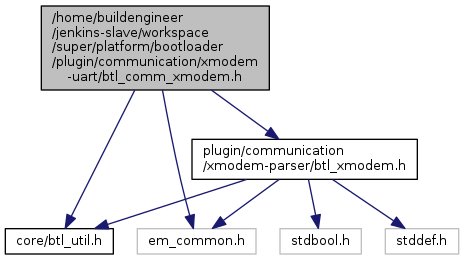 /home/buildengineer
/jenkins-slave/workspace
/super/platform/bootloader
/plugin/communication/xmodem
-uart/btl_comm_xmodem.h
plugin/communication
/xmodem-parser/btl_xmodem.h
core/btl_util.h
em_common.h
stdbool.h
stddef.h